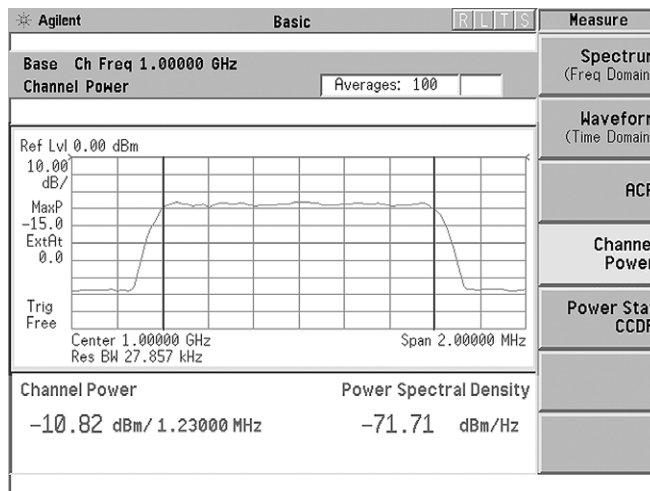 Agilent Basic R L T S Measure
Base Ch Freq 1.00000 GHz
Channel Power Averages: 100
Spectrum
(Freq Domain
Waveform
(Time Domain
ACP
Channel
Power
Power Stat
CCDF
Ref Lvl 0.00 dBm
10.00
dB/
MaxP
-15.0
ExtAt
0.0
Trig
Free
Center 1.00000 GHz Span 2.00000 MHz
Res BW 27.857 kHz
Channel Power Power Spectral Density
-10.82 dBm/ 1.23000 MHz -71.71 dBm/Hz